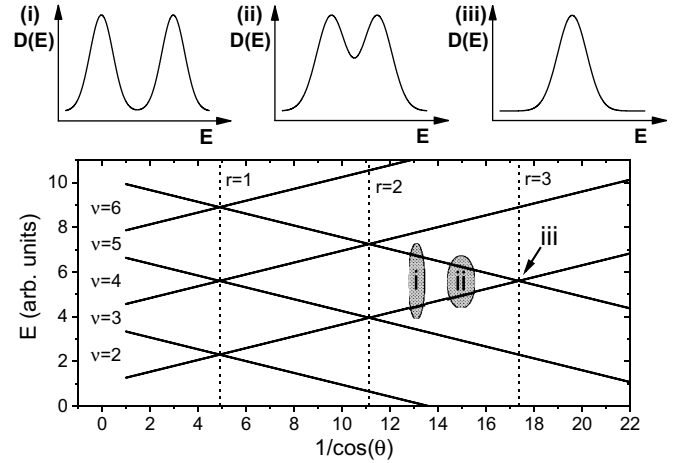 (i) (ii) (iii)
D(E) D(E) D(E)
E E E
10 8 6 4 2 0
E (arb. units)
ν=6
ν=5
ν=4
ν=3
ν=2
r=1 r=2 r=3
i ii iii
0 2 4 6 8 10 12 14 16 18 20 22
1/cos(θ)